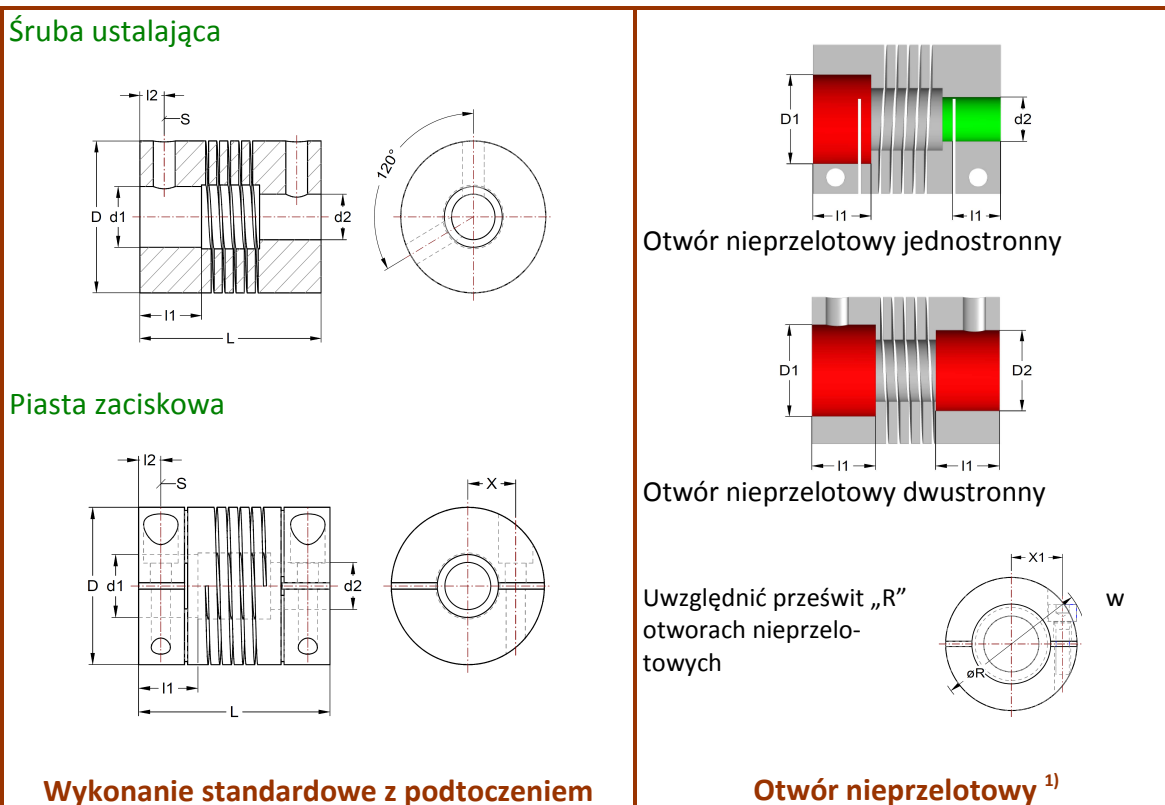 Śruba ustalająca
l2
S
120°
D
d1
d2
l1
L
Piasta zaciskowa
l2
S
X
D
d1
d2
l1
L
Wykonanie standardowe z podtoczeniem
D1
d2
l1
l1
Otwór nieprzelotowy jednostronny
D1
D2
l1
l1
Otwór nieprzelotowy dwustronny
X1
Uwzględnić prześwit „R” w
otworach nieprzelo-
towych
øR
Otwór nieprzelotowy 1)